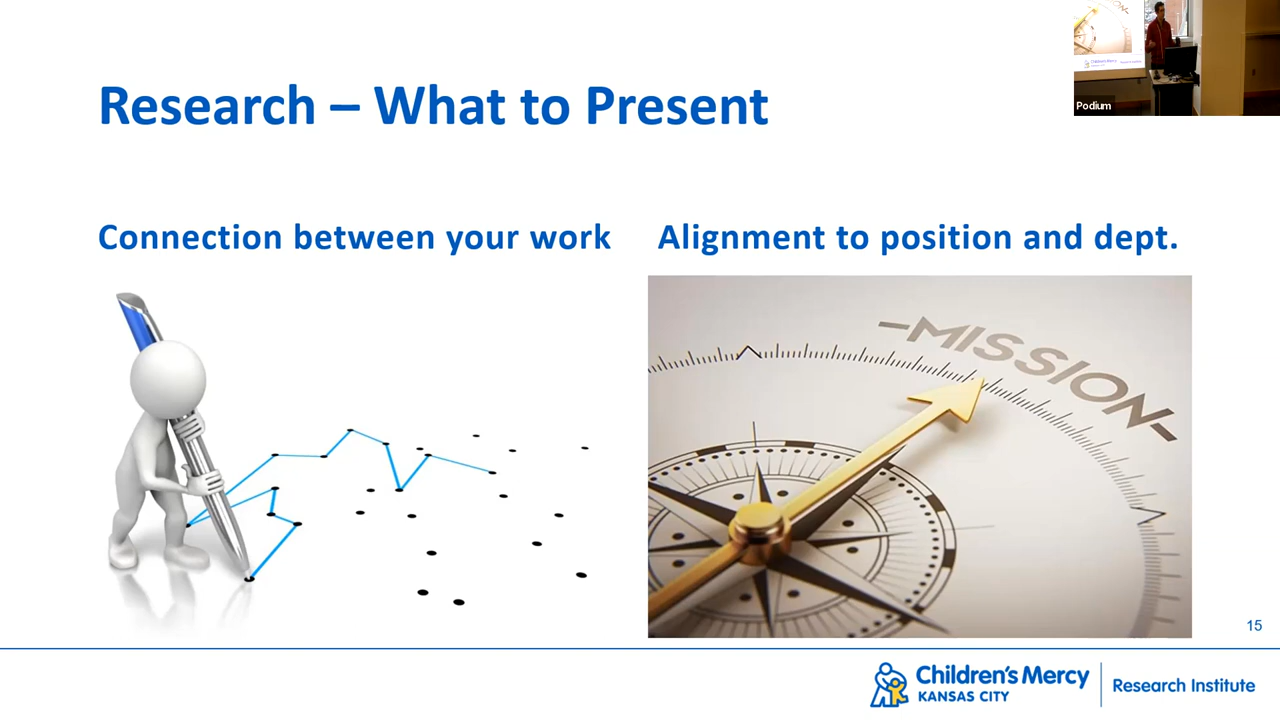 Research – What to Present
Connection between your work
Alignment to position and dept.
-MISSION-
15
Children's Mercy
KANSAS CITY
Research Institute
Podium